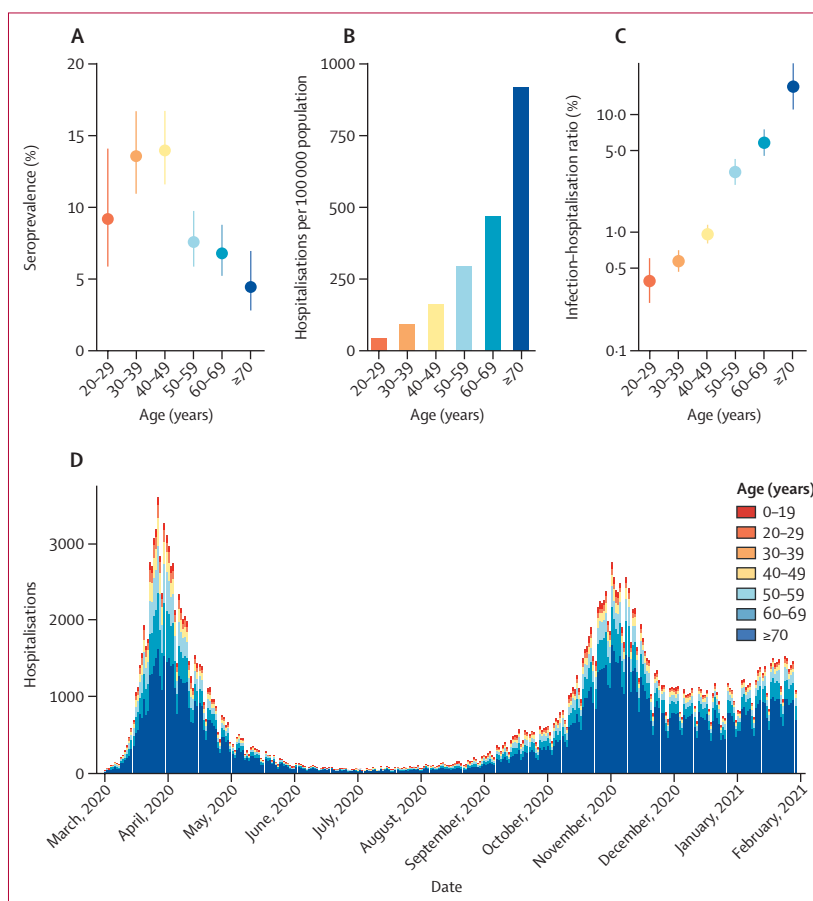 A
20
15
10
5
0
Seroprevalence (%)
20–29
30–39
40–49
50–59
60–69
≥70
Age (years)
B
1000
750
500
250
0
Hospitalisations per 100 000 population
20–29
30–39
40–49
50–59
60–69
≥70
Age (years)
C
10·0
5·0
1·0
0·5
0·1
Infection–hospitalisation ratio (%)
20–29
30–39
40–49
50–59
60–69
≥70
Age (years)
D
3000
2000
1000
0
Hospitalisations
Age (years)
0–19
20–29
30–39
40–49
50–59
60–69
≥70
March, 2020
April, 2020
May, 2020
June, 2020
July, 2020
August, 2020
September, 2020
October, 2020
November, 2020
December, 2020
January, 2021
February, 2021
Date